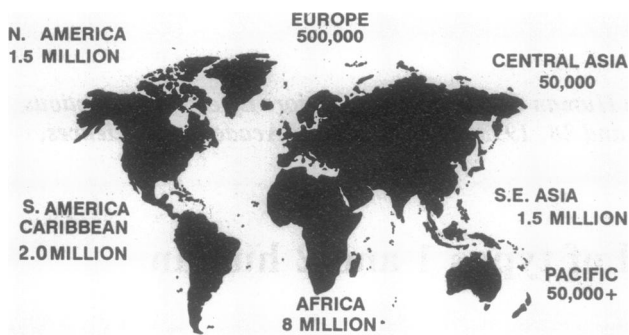 N. AMERICA
1.5 MILLION
EUROPE
500,000
CENTRAL ASIA
50,000
S. AMERICA
CARIBBEAN
2.0 MILLION
AFRICA
8 MILLION
S.E. ASIA
1.5 MILLION
PACIFIC
50,000+